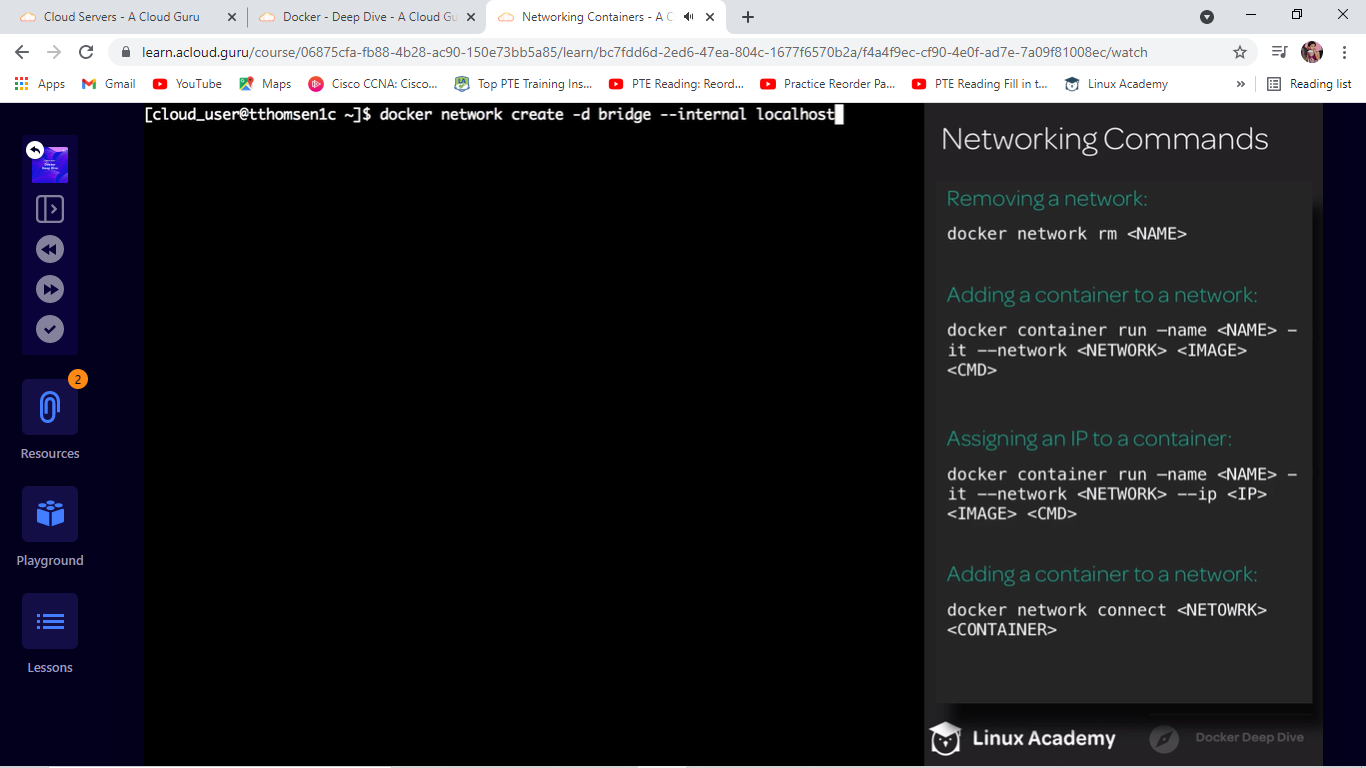 Cloud Servers - A Cloud Guru
Docker - Deep Dive - A Cloud Gu
Networking Containers - A C
learn.acloud.guru/course/06875cfa-fb88-4b28-ac90-150e73bb5a85/learn/bc7fdd6d-2ed6-47ea-804c-1677f6570b2a/f4a4f9ec-cf90-4e0f-ad7e-7a09f81008ec/watch
Apps
Gmail
YouTube
Maps
Cisco CCNA: Cisco...
Top PTE Training Ins...
PTE Reading: Reord...
Practice Reorder Pa...
PTE Reading Fill in t...
Linux Academy
»
Reading list
[cloud_user@tthomsen1c ~]$ docker network create -d bridge --internal localhost
2
Resources
Playground
Lessons
Networking Commands
Removing a network:
docker network rm <NAME>
Adding a container to a network:
docker container run –name <NAME> –
it ––network <NETWORK> <IMAGE>
<CMD>
Assigning an IP to a container:
docker container run –name <NAME> –
it ––network <NETWORK> --ip <IP>
<IMAGE> <CMD>
Adding a container to a network:
docker network connect <NETOWRK>
<CONTAINER>
Linux Academy
Docker Deep Dive